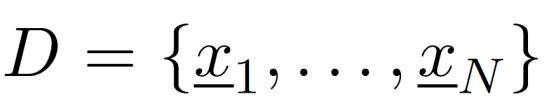 D = {x̲₁, . . . , x̲_N}